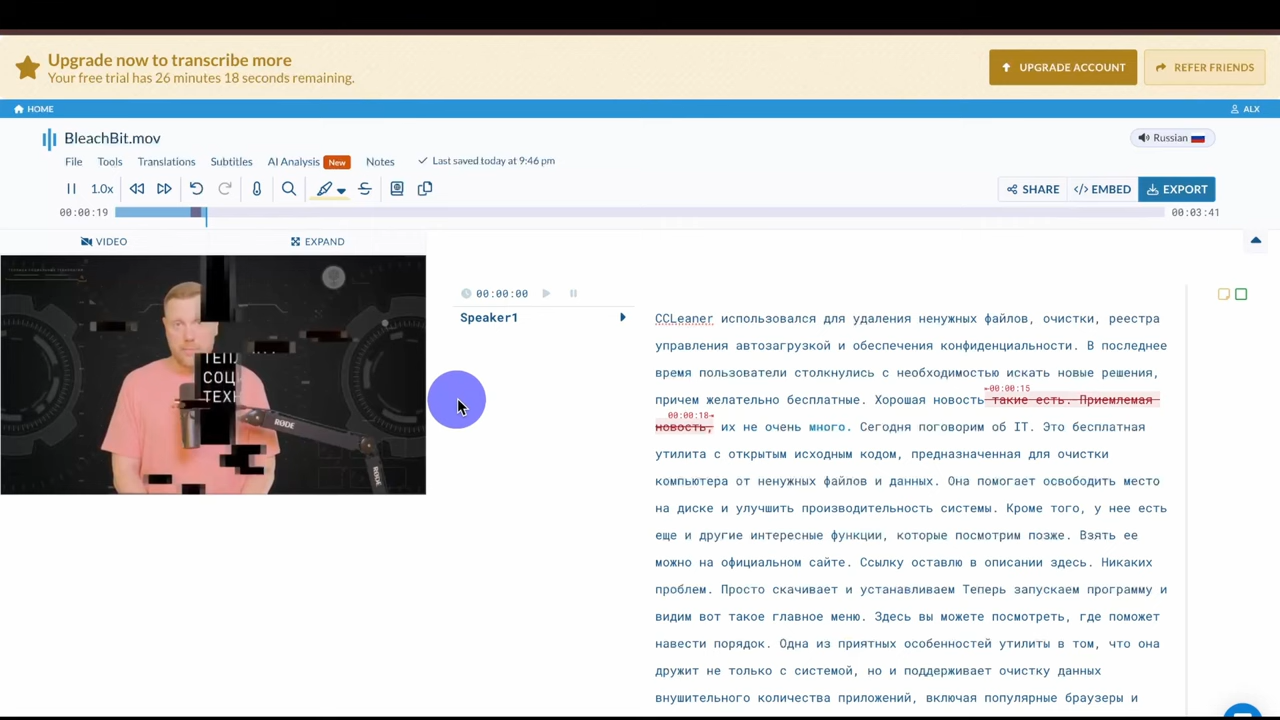 Upgrade now to transcribe more
Your free trial has 26 minutes 18 seconds remaining.
UPGRADE ACCOUNT
REFER FRIENDS
HOME
ALX
BleachBit.mov
Russian
File Tools Translations Subtitles AI Analysis New Notes Last saved today at 9:46 pm
1.0x
SHARE
</> EMBED
EXPORT
00:00:19
00:03:41
VIDEO
EXPAND
00:00:00
Speaker1
CCLeaner использовался для удаления ненужных файлов, очистки, реестра
управления автозагрузкой и обеспечения конфиденциальности. В последнее
время пользователи столкнулись с необходимостью искать новые решения,
00:00:15
причем желательно бесплатные. Хорошая новость такие есть. Приемлемая
00:00:18
новость, их не очень много. Сегодня поговорим об IT. Это бесплатная
утилита с открытым исходным кодом, предназначенная для очистки
компьютера от ненужных файлов и данных. Она помогает освободить место
на диске и улучшить производительность системы. Кроме того, у нее есть
еще и другие интересные функции, которые посмотрим позже. Взять ее
можно на официальном сайте. Ссылку оставлю в описании здесь. Никаких
проблем. Просто скачивает и устанавливаем Теперь запускаем программу и
видим вот такое главное меню. Здесь вы можете посмотреть, где поможет
навести порядок. Одна из приятных особенностей утилиты в том, что она
дружит не только с системой, но и поддерживает очистку данных
внушительного количества приложений, включая популярные браузеры и
СОЦ
ТЕХН
RØDE
RØDE